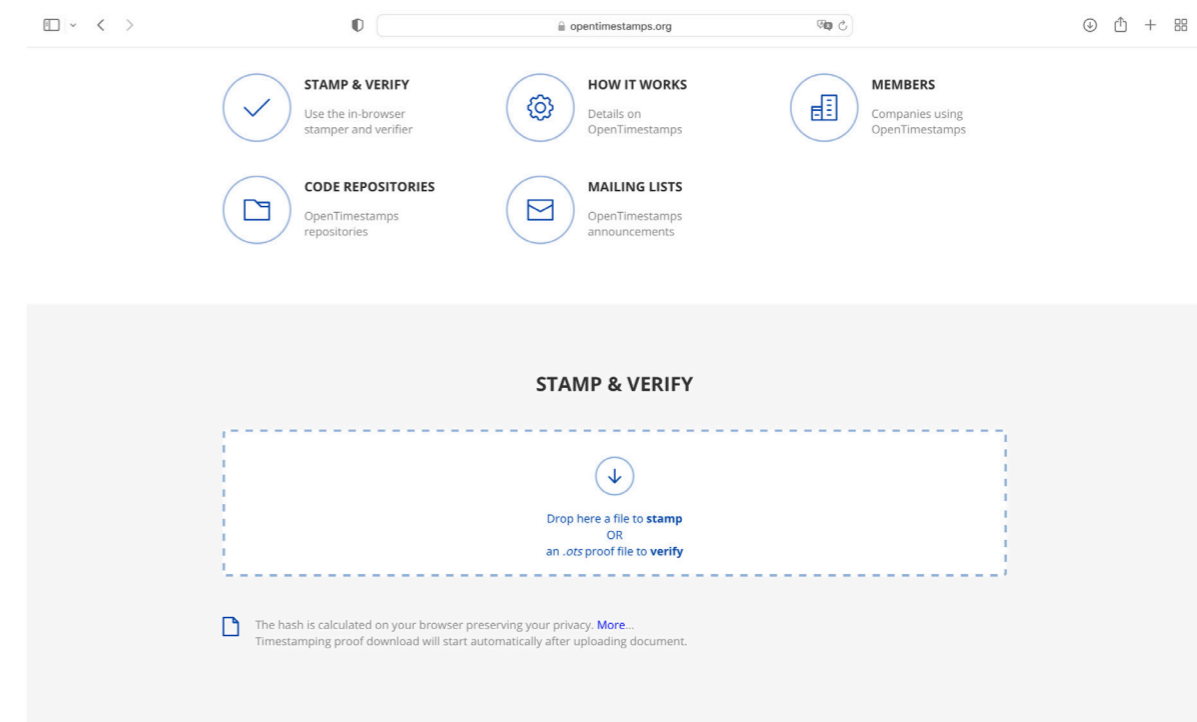 opentimestamps.org
STAMP & VERIFY
Use the in-browser
stamper and verifier
HOW IT WORKS
Details on
OpenTimestamps
MEMBERS
Companies using
OpenTimestamps
CODE REPOSITORIES
OpenTimestamps
repositories
MAILING LISTS
OpenTimestamps
announcements
STAMP & VERIFY
Drop here a file to stamp
OR
an .ots proof file to verify
The hash is calculated on your browser preserving your privacy. More...
Timestamping proof download will start automatically after uploading document.